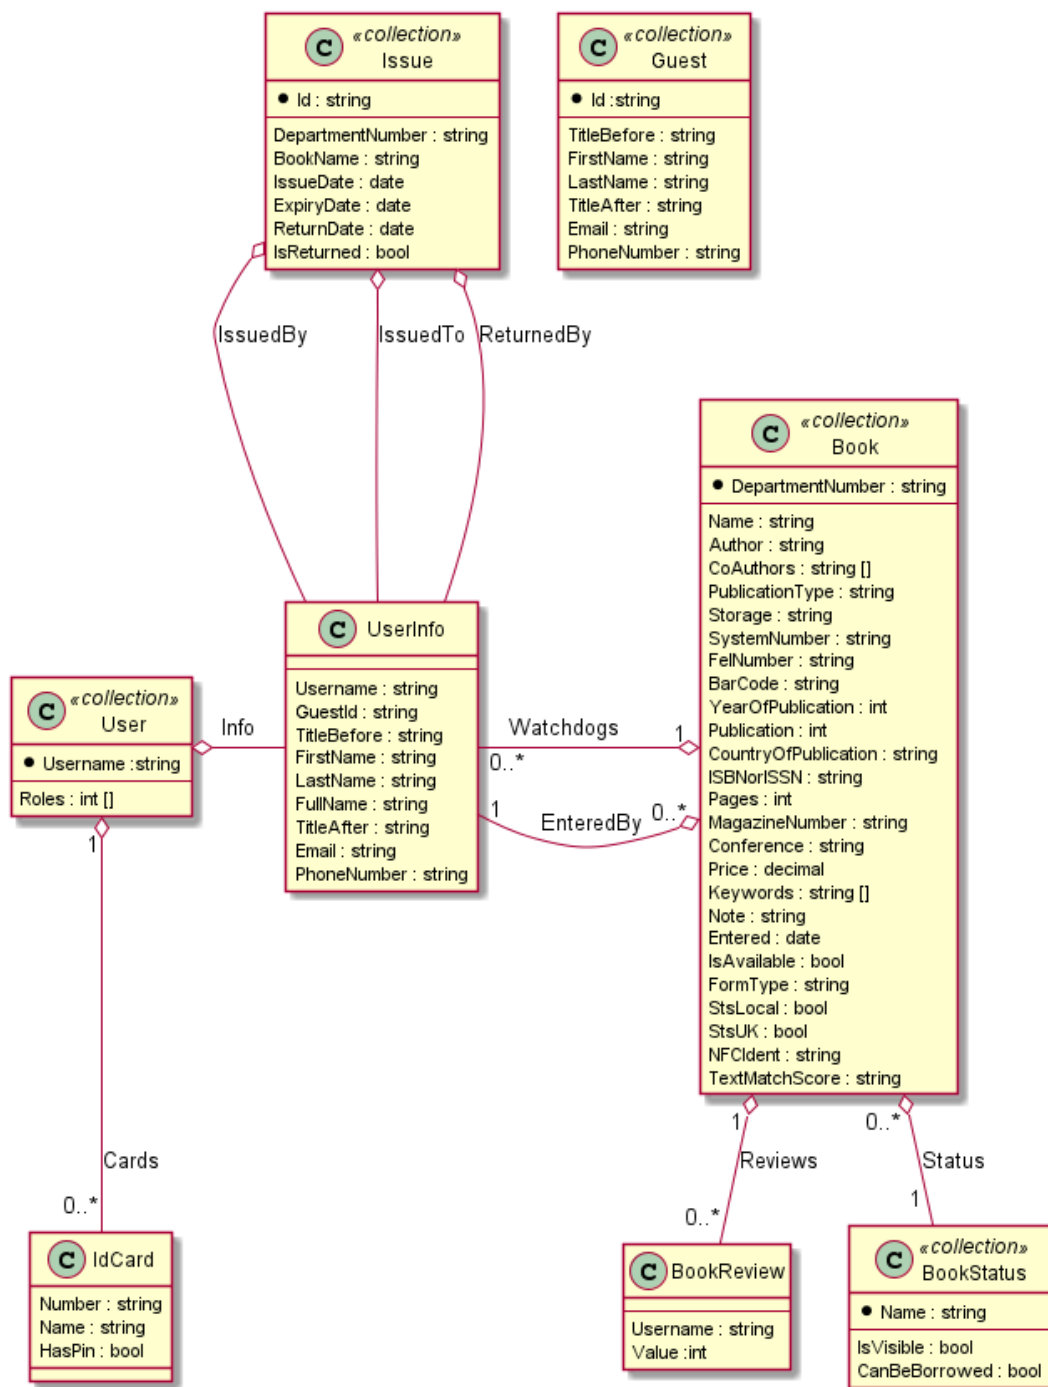 C «collection»
Issue
Id : string
DepartmentNumber : string
BookName : string
IssueDate : date
ExpiryDate : date
ReturnDate : date
IsReturned : bool
C «collection»
Guest
Id :string
TitleBefore : string
FirstName : string
LastName : string
TitleAfter : string
Email : string
PhoneNumber : string
IssuedBy
IssuedTo
ReturnedBy
C «collection»
Book
DepartmentNumber : string
Name : string
Author : string
CoAuthors : string []
PublicationType : string
Storage : string
SystemNumber : string
FelNumber : string
BarCode : string
YearOfPublication : int
Publication : int
CountryOfPublication : string
ISBNorISSN : string
Pages : int
MagazineNumber : string
Conference : string
Price : decimal
Keywords : string []
Note : string
Entered : date
IsAvailable : bool
FormType : string
StsLocal : bool
StsUK : bool
NFCIdent : string
TextMatchScore : string
C UserInfo
Username : string
GuestId : string
TitleBefore : string
FirstName : string
LastName : string
FullName : string
TitleAfter : string
Email : string
PhoneNumber : string
C «collection»
User
Username :string
Roles : int []
Info
Watchdogs
1
0..*
1
EnteredBy
0..*
1
Cards
0..*
1
Reviews
0..*
0..*
Status
1
C IdCard
Number : string
Name : string
HasPin : bool
C BookReview
Username : string
Value :int
C «collection»
BookStatus
Name : string
IsVisible : bool
CanBeBorrowed : bool